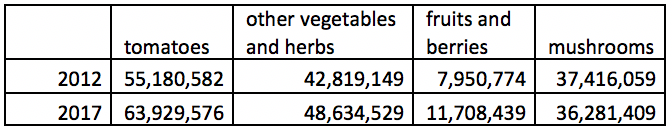 tomatoes other vegetables and herbs fruits and berries mushrooms
2012 55,180,582 42,819,149 7,950,774 37,416,059
2017 63,929,576 48,634,529 11,708,439 36,281,409